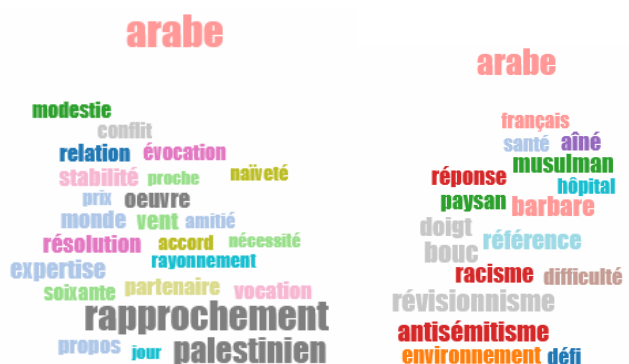 arabe
modestie
conflit
relation évocation
stabilité proche naïveté
prix oeuvre
monde vent amitié
résolution accord nécessité
rayonnement
expertise
soixante partenaire vocation
rapprochement
propos jour palestinien
arabe
français
santé aîné
musulman
réponse hôpital
paysan barbare
doigt
bouc référence
racisme difficulté
révisionnisme
antisémitisme
environnement défi